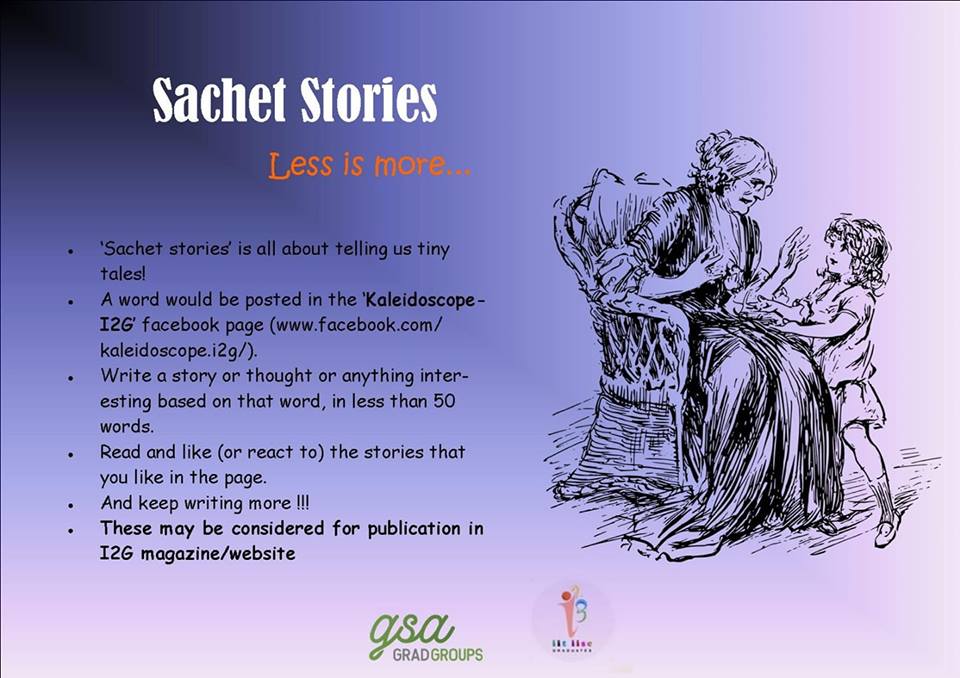 Sachet Stories
Less is more...
• ‘Sachet stories’ is all about telling us tiny
tales!
• A word would be posted in the ‘Kaleidoscope-
I2G’ facebook page (www.facebook.com/
kaleidoscope.i2g/).
• Write a story or thought or anything inter-
esting based on that word, in less than 50
words.
• Read and like (or react to) the stories that
you like in the page.
• And keep writing more !!!
• These may be considered for publication in
I2G magazine/website
gsa
GRADGROUPS
GRADUATES